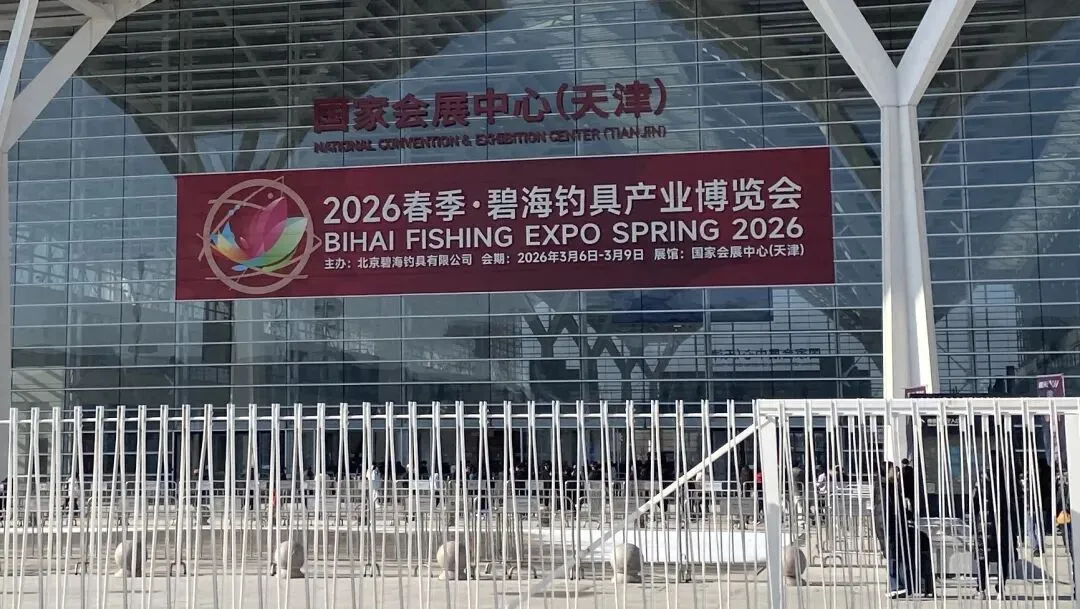 国家会展中心(天津)
NATIONAL CONVENTION & EXHIBITION CENTER (TIANJIN)
2026春季·碧海钓具产业博览会
BIHAI FISHING EXPO SPRING 2026
主办：北京碧海钓具有限公司 会期：2026年3月6日-3月9日 展馆：国家会展中心(天津)